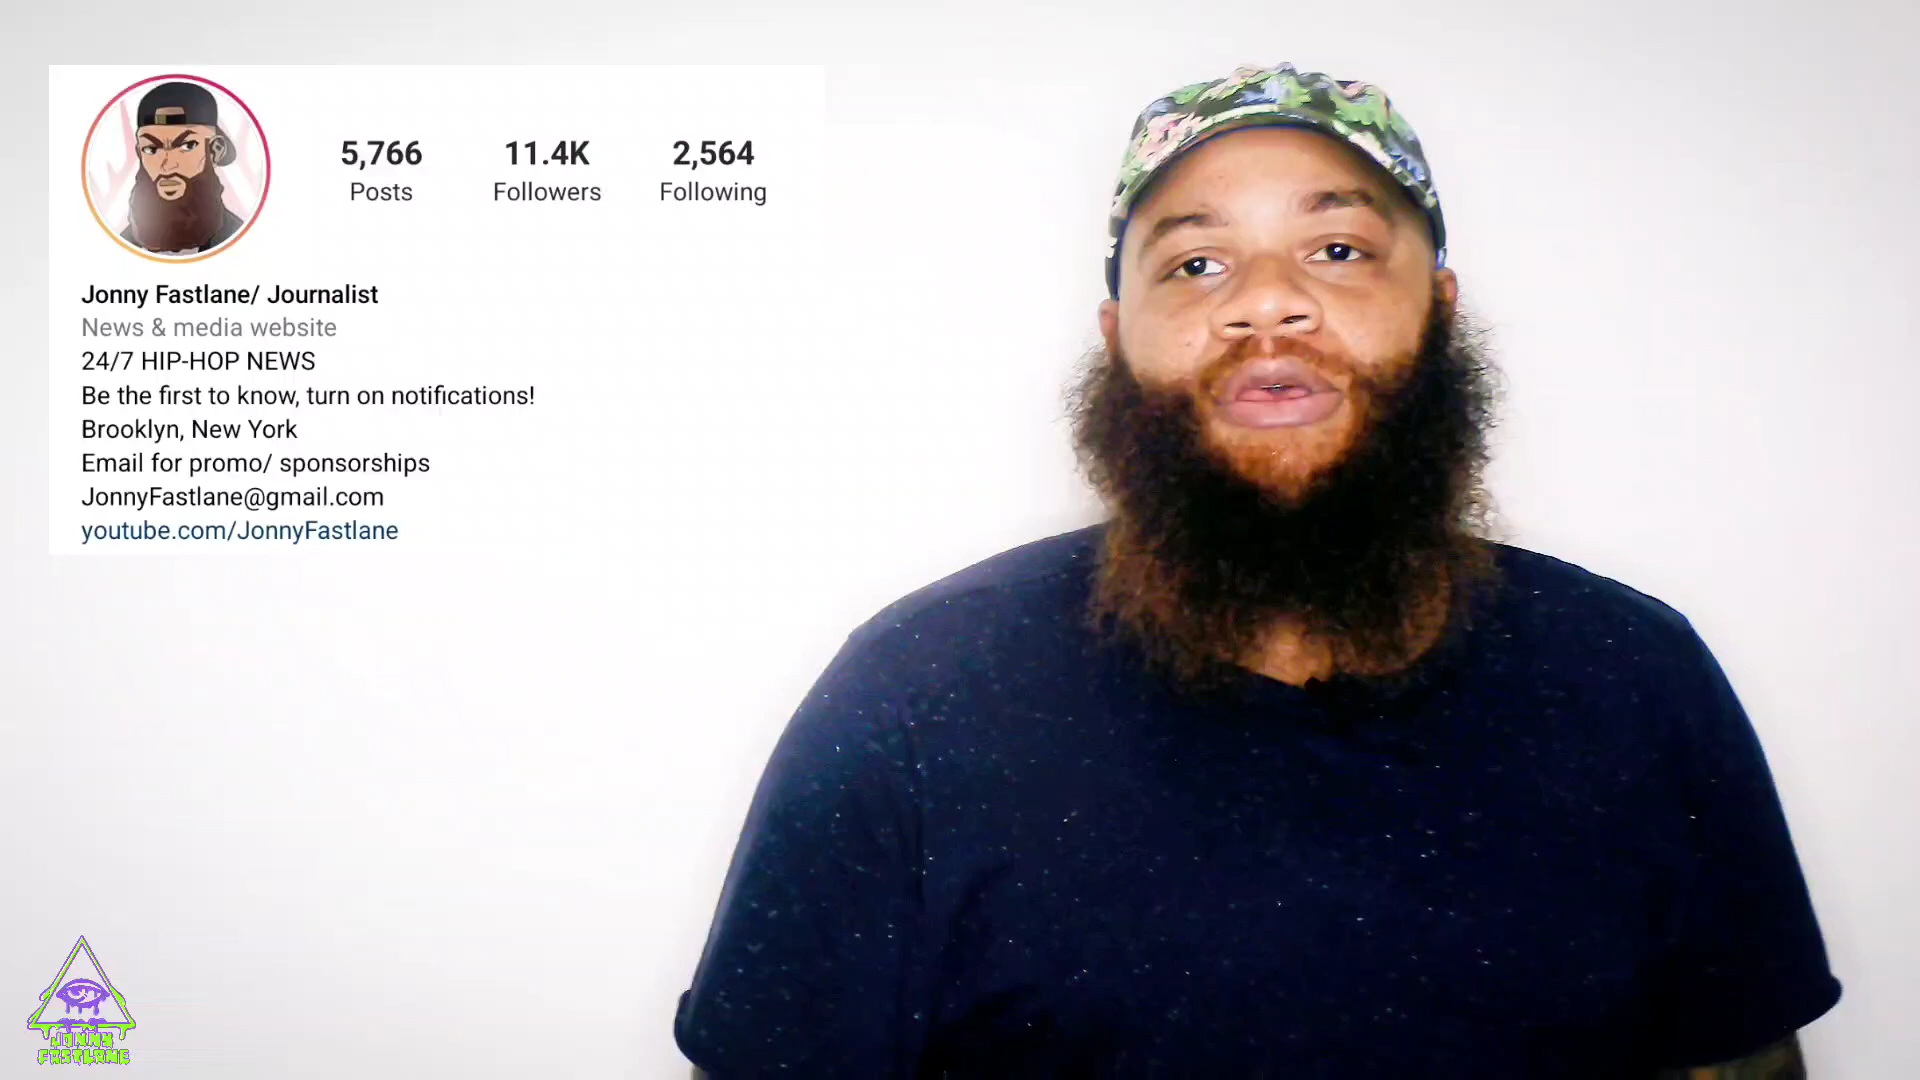 5,766 11.4K 2,564
Posts Followers Following
Jonny Fastlane/ Journalist
News & media website
24/7 HIP-HOP NEWS
Be the first to know, turn on notifications!
Brooklyn, New York
Email for promo/ sponsorships
JonnyFastlane@gmail.com
youtube.com/JonnyFastlane
JONNY
FASTLANE